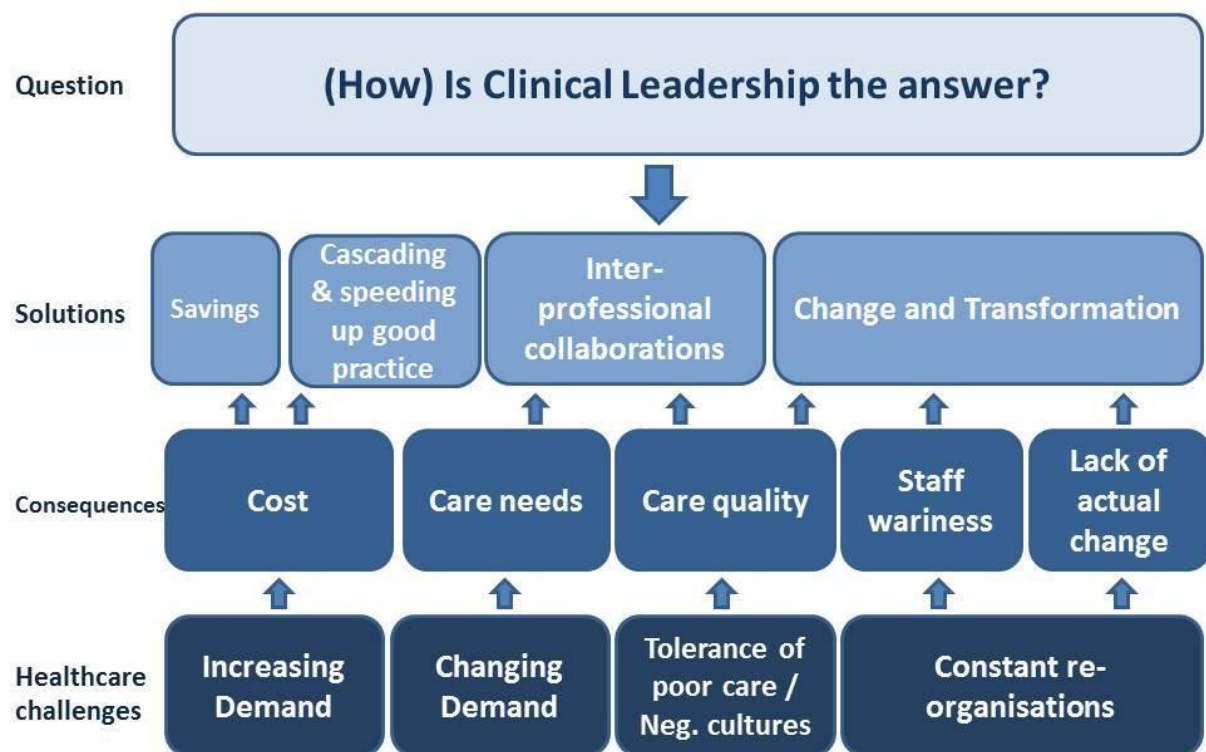 Question
(How) Is Clinical Leadership the answer?
Solutions
Savings
Cascading
& speeding
up good
practice
Inter-
professional
collaborations
Change and Transformation
Consequences
Cost
Care needs
Care quality
Staff
wariness
Lack of
actual
change
Healthcare
challenges
Increasing
Demand
Changing
Demand
Tolerance of
poor care /
Neg. cultures
Constant re-
organisations